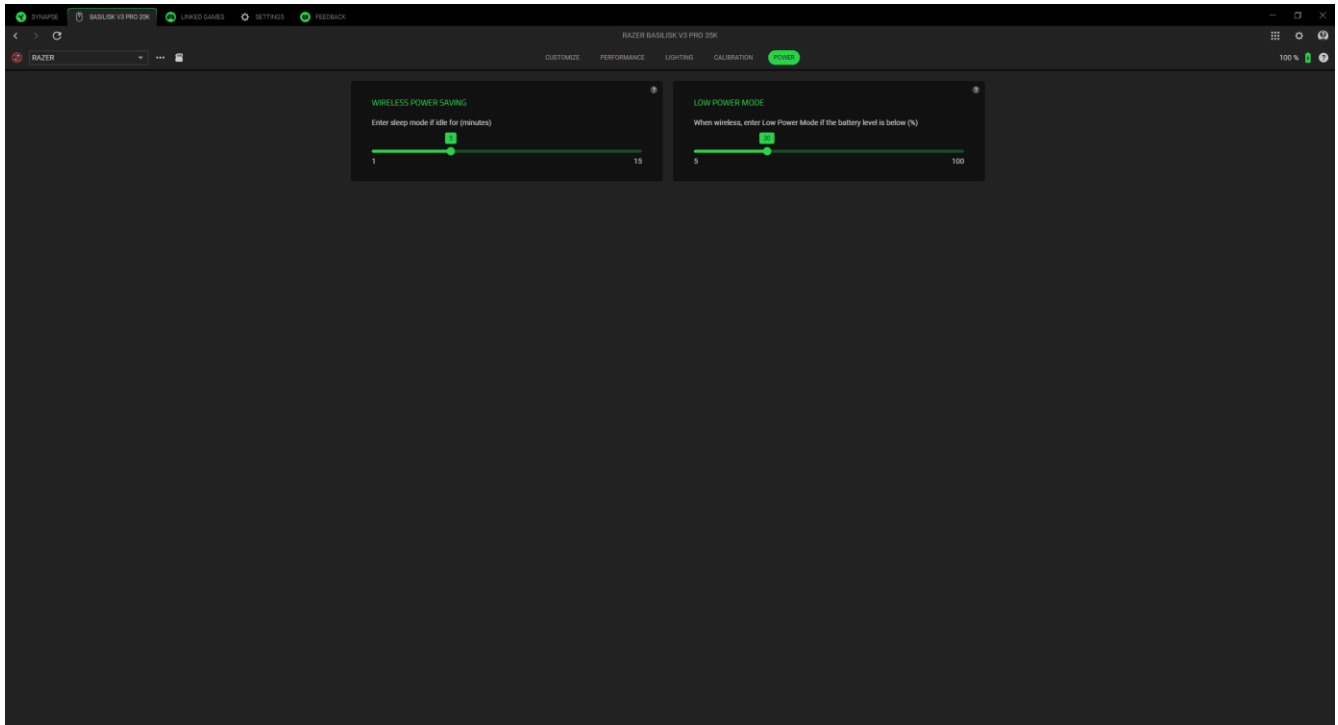 SYNAPSE BASILISK V3 PRO 35K LINKED GAMES SETTINGS FEEDBACK
RAZER BASILISK V3 PRO 35K
RAZER CUSTOMIZE PERFORMANCE LIGHTING CALIBRATION POWER 100 %
WIRELESS POWER SAVING
Enter sleep mode if idle for (minutes)
5
1 15
LOW POWER MODE
When wireless, enter Low Power Mode if the battery level is below (%)
30
5 100